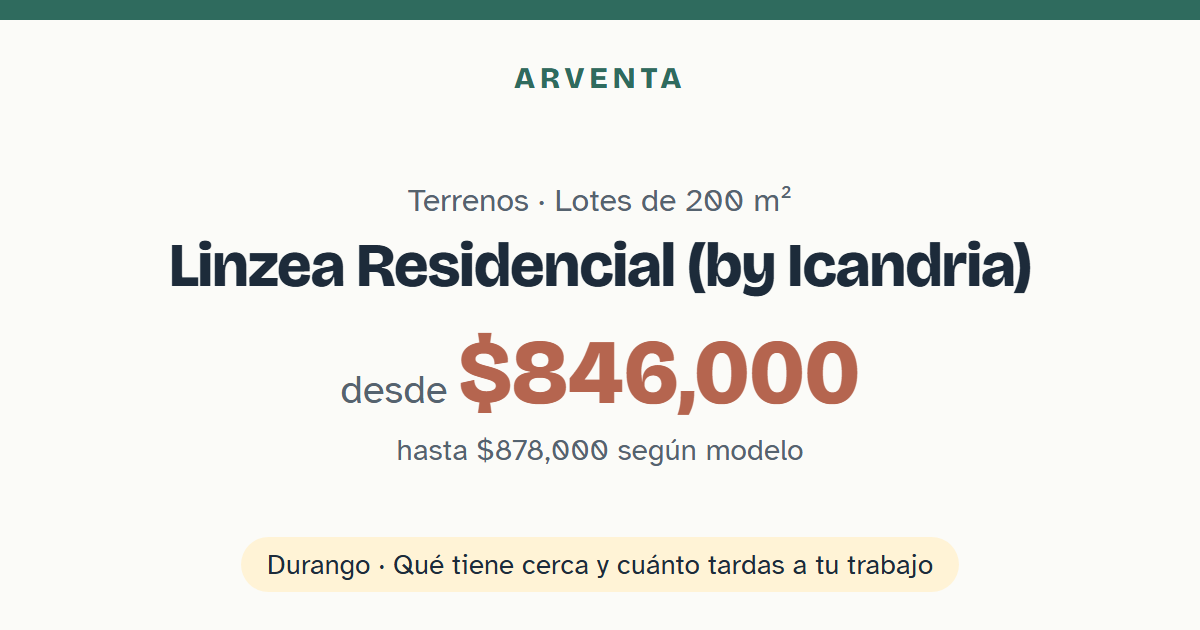 ARVENTA
Terrenos · Lotes de 200 m²
Linzea Residencial (by Icandria)
desde $846,000
hasta $878,000 según modelo
Durango · Qué tiene cerca y cuánto tardas a tu trabajo